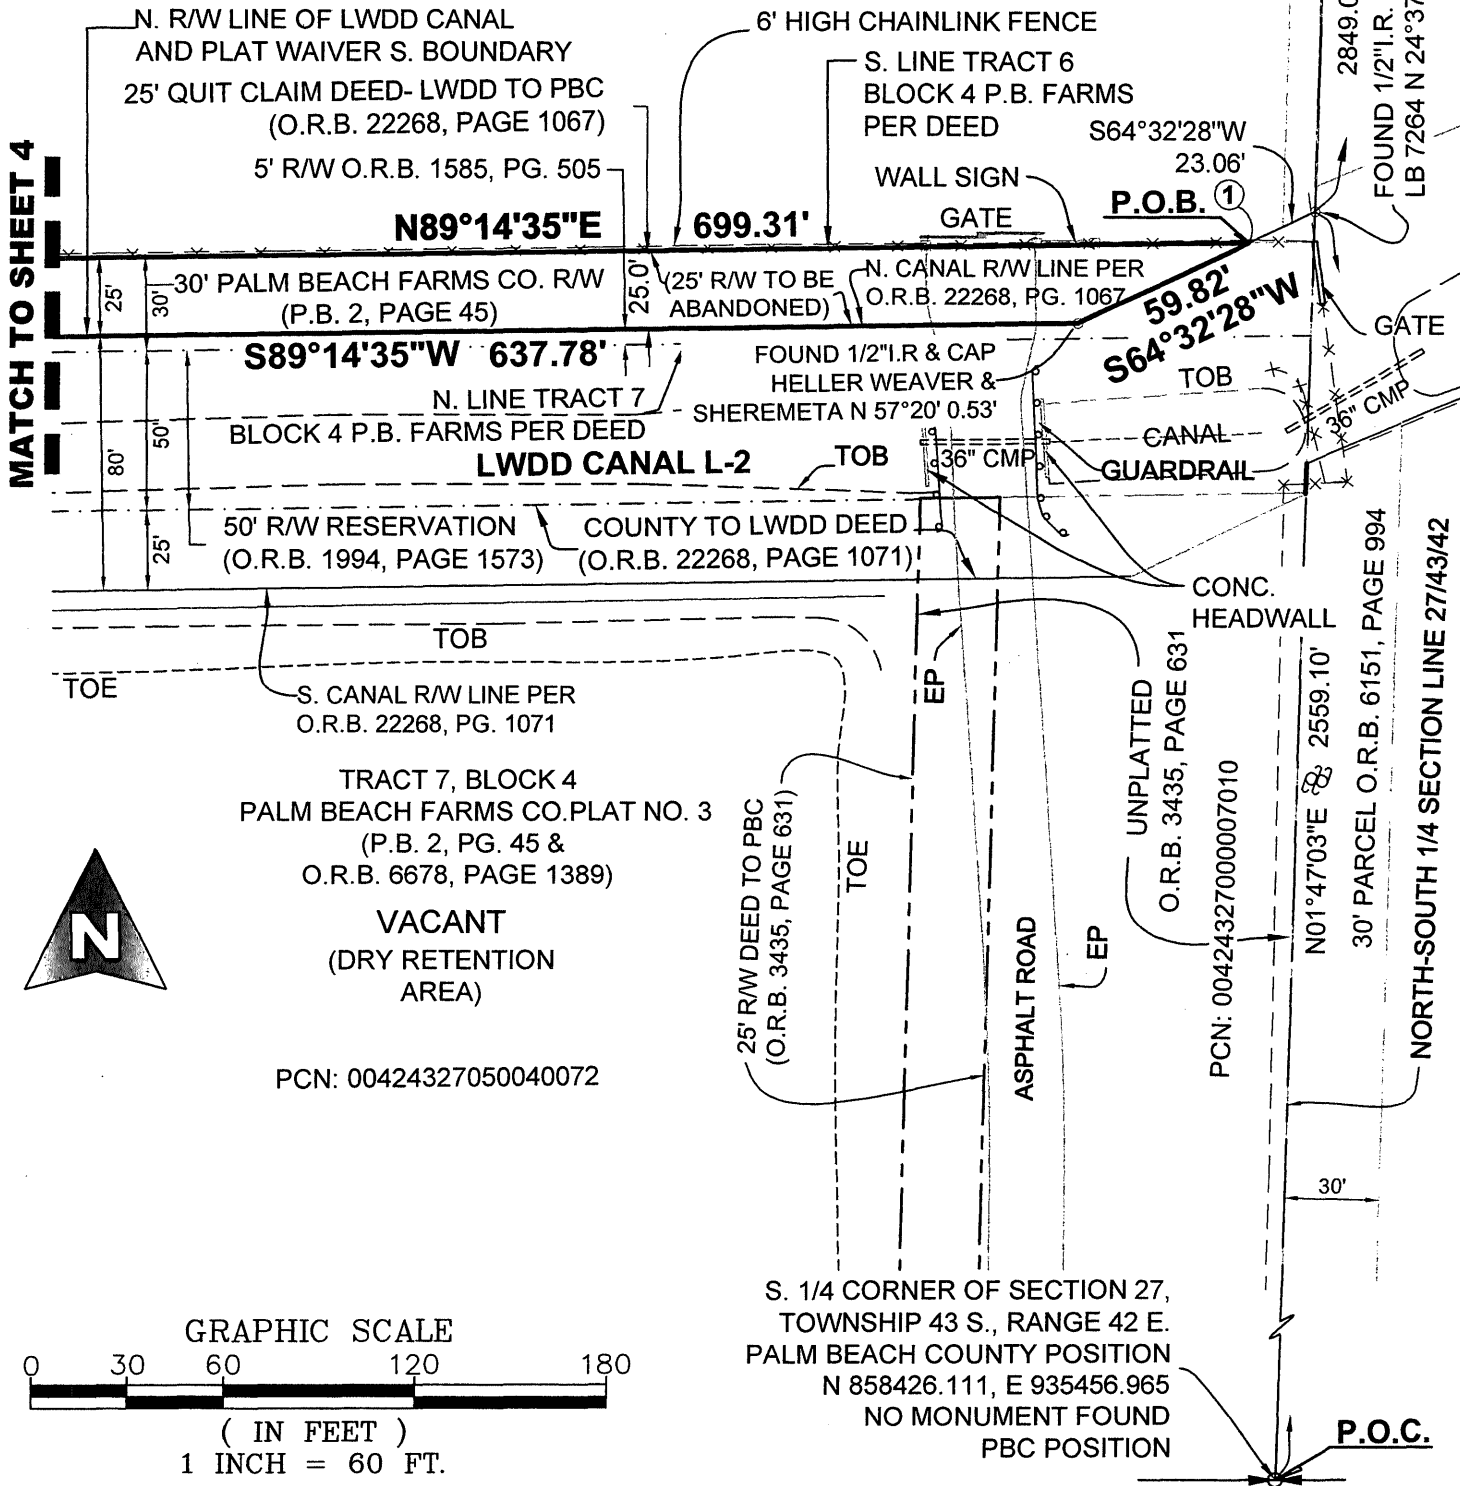 N. R/W LINE OF LWDD CANAL
AND PLAT WAIVER S. BOUNDARY
6' HIGH CHAINLINK FENCE
2849.0
FOUND 1/2"I.R.
LB 7264 N 24°37
25' QUIT CLAIM DEED- LWDD TO PBC
(O.R.B. 22268, PAGE 1067)
S. LINE TRACT 6
BLOCK 4 P.B. FARMS
PER DEED
5' R/W O.R.B. 1585, PG. 505
S64°32'28"W
23.06'
WALL SIGN
GATE
P.O.B. 1
MATCH TO SHEET 4
N89°14'35"E 699.31'
25'
30'
30' PALM BEACH FARMS CO. R/W
(P.B. 2, PAGE 45)
25.0'
(25' R/W TO BE
ABANDONED)
N. CANAL R/W LINE PER
O.R.B. 22268, PG. 1067
59.82'
S64°32'28"W
GATE
S89°14'35"W 637.78'
FOUND 1/2"I.R & CAP
HELLER WEAVER &
SHEREMETA N 57°20' 0.53'
TOB
36" CMP
N. LINE TRACT 7
BLOCK 4 P.B. FARMS PER DEED
80'
50'
CANAL
LWDD CANAL L-2
TOB
36" CMP
GUARDRAIL
25'
50' R/W RESERVATION
(O.R.B. 1994, PAGE 1573)
COUNTY TO LWDD DEED
(O.R.B. 22268, PAGE 1071)
CONC.
HEADWALL
TOB
TOE
S. CANAL R/W LINE PER
O.R.B. 22268, PG. 1071
EP
UNPLATTED
O.R.B. 3435, PAGE 631
PCN: 00424327000007010
N01°47'03"E 2559.10'
30' PARCEL O.R.B. 6151, PAGE 994
NORTH-SOUTH 1/4 SECTION LINE 27/43/42
TRACT 7, BLOCK 4
PALM BEACH FARMS CO.PLAT NO. 3
(P.B. 2, PG. 45 &
O.R.B. 6678, PAGE 1389)
VACANT
(DRY RETENTION
AREA)
N
25' R/W DEED TO PBC
(O.R.B. 3435, PAGE 631)
TOE
ASPHALT ROAD
EP
PCN: 00424327050040072
30'
S. 1/4 CORNER OF SECTION 27,
TOWNSHIP 43 S., RANGE 42 E.
PALM BEACH COUNTY POSITION
N 858426.111, E 935456.965
NO MONUMENT FOUND
PBC POSITION
P.O.C.
GRAPHIC SCALE
0 30 60 120 180
( IN FEET )
1 INCH = 60 FT.